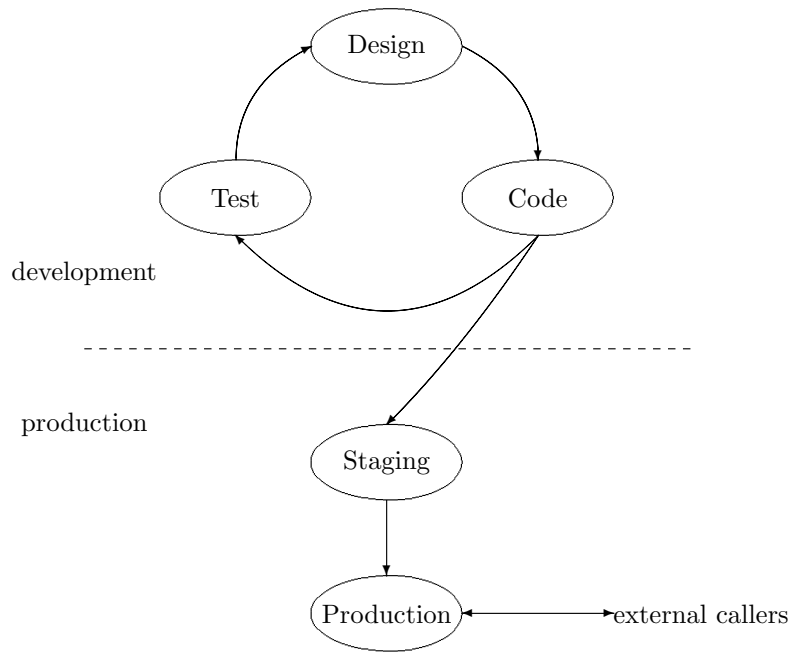 Design
Test
Code
development
production
Staging
Production
external callers